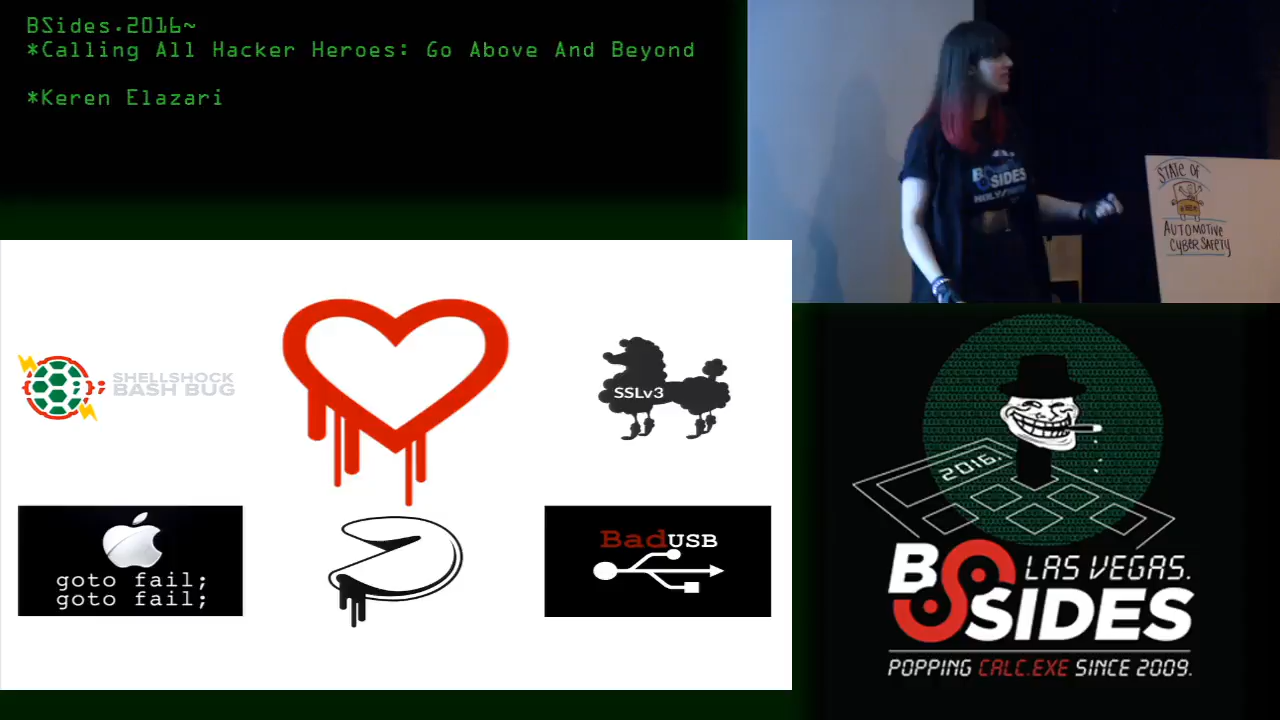 BSides.2016~
*Calling All Hacker Heroes: Go Above And Beyond
*Keren Elazari
BSIDES
STATE OF
AUTOMOTIVE
CYBER SAFETY
SHELLSHOCK
BASH BUG
SSLv3
goto fail;
goto fail;
BadUSB
2016.
BSIDES
LAS VEGAS.
POPPING CALC.EXE SINCE 2009.